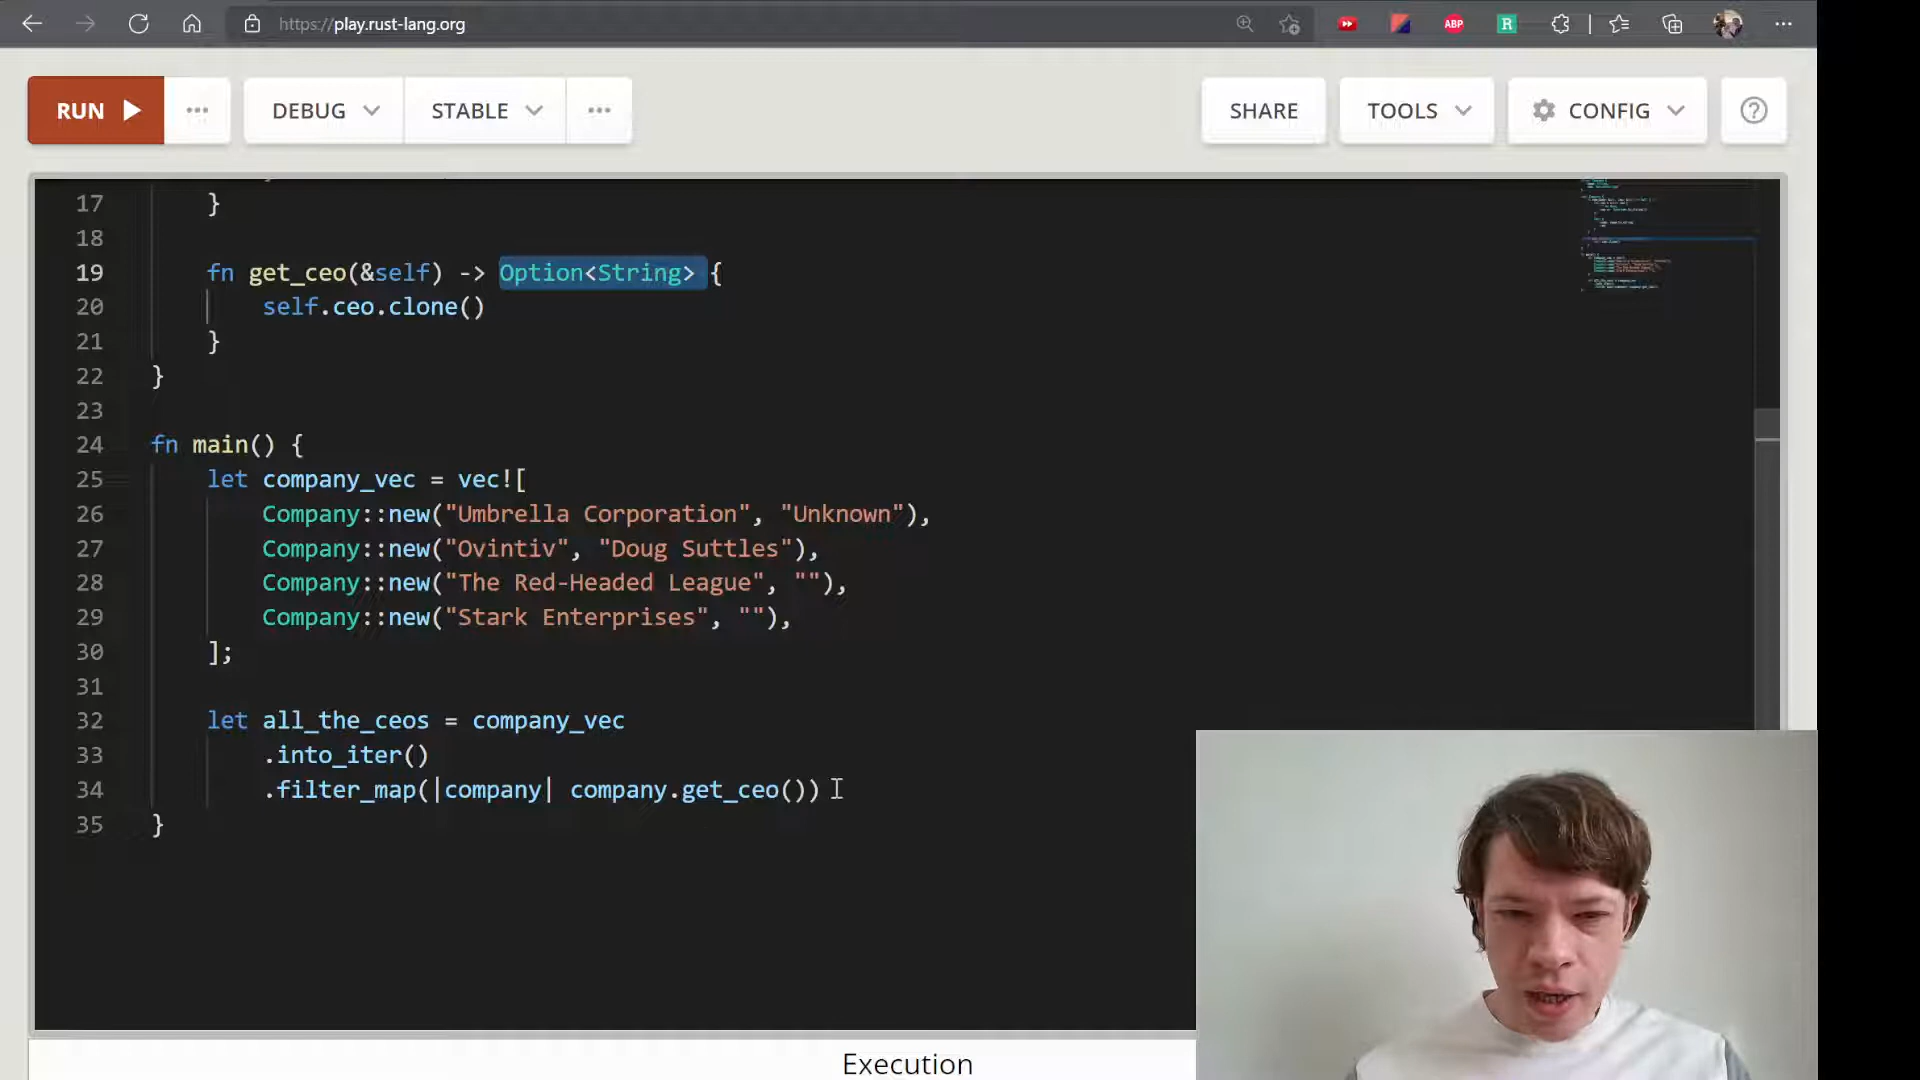 https://play.rust-lang.org
ABP
R
RUN
DEBUG
STABLE
SHARE
TOOLS
CONFIG
?
17 }
18
19 fn get_ceo(&self) -> Option<String> {
20 self.ceo.clone()
21 }
22 }
23
24 fn main() {
25 let company_vec = vec![
26 Company::new("Umbrella Corporation", "Unknown"),
27 Company::new("Ovintiv", "Doug Suttles"),
28 Company::new("The Red-Headed League", ""),
29 Company::new("Stark Enterprises", ""),
30 ];
31
32 let all_the_ceos = company_vec
33 .into_iter()
34 .filter_map(|company| company.get_ceo())
35 }
Execution